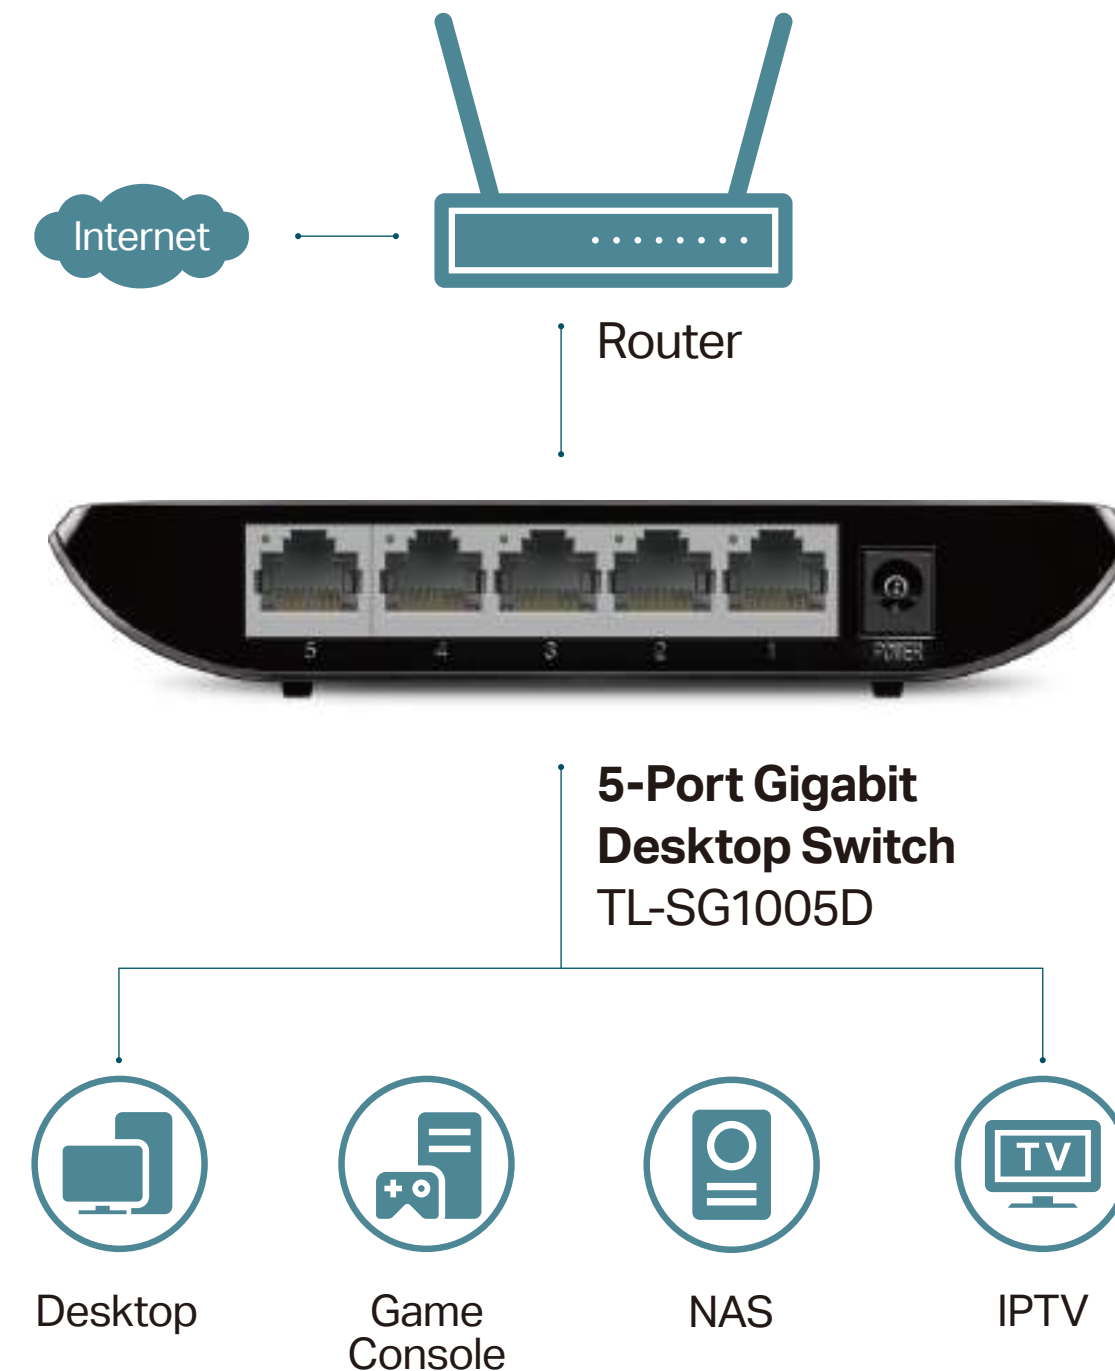 Internet
Router
5 4 3 2 1 POWER
5-Port Gigabit
Desktop Switch
TL-SG1005D
TV
Desktop
Game
Console
NAS
IPTV